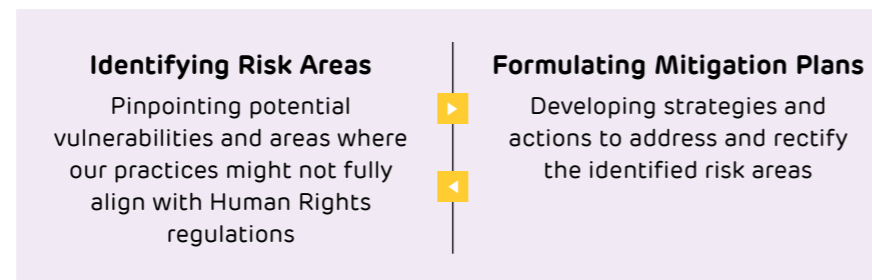 Identifying Risk Areas
Pinpointing potential
vulnerabilities and areas where
our practices might not fully
align with Human Rights
regulations
Formulating Mitigation Plans
Developing strategies and
actions to address and rectify
the identified risk areas